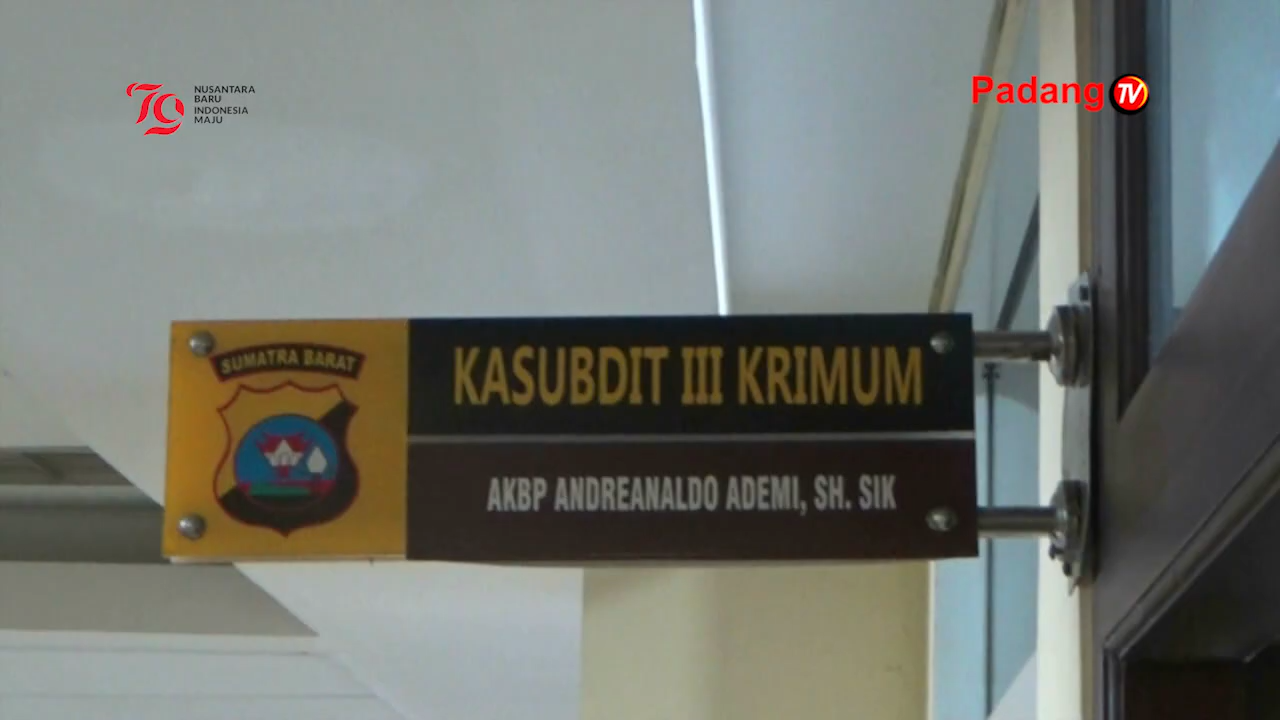 79 NUSANTARA
BARU
INDONESIA
MAJU
Padang TV
SUMATRA BARAT
KASUBDIT III KRIMUM
AKBP ANDREANALDO ADEMI, SH. SIK